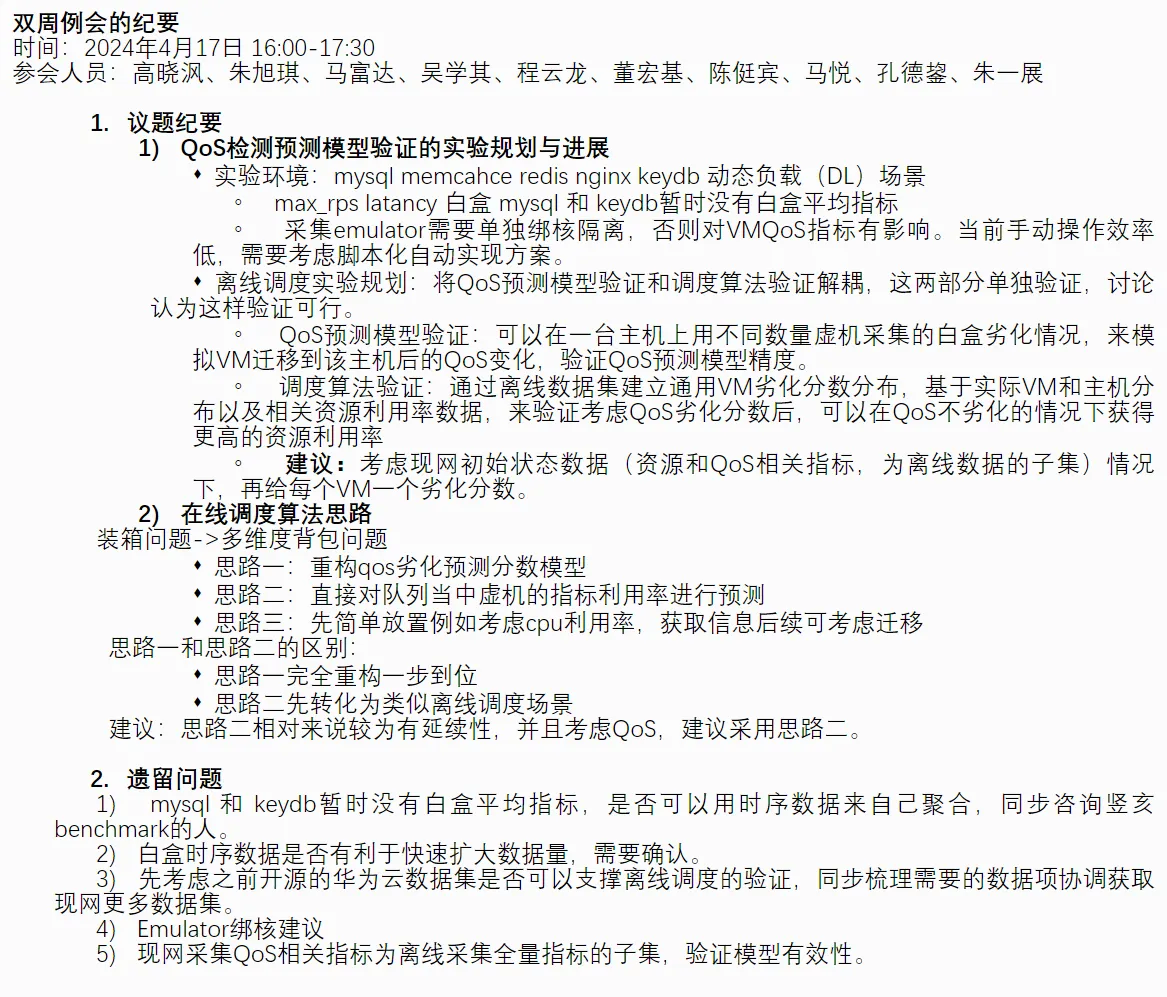 双周例会的纪要
时间：2024年4月17日 16:00-17:30
参会人员：高晓沨、朱旭琪、马富达、吴学其、程云龙、董宏基、陈侹宾、马悦、孔德鋆、朱一展
1. 议题纪要
1) QoS检测预测模型验证的实验规划与进展
♦ 实验环境：mysql memcahce redis nginx keydb 动态负载（DL）场景
◦ max_rps latancy 白盒 mysql 和 keydb暂时没有白盒平均指标
◦ 采集emulator需要单独绑核隔离，否则对VMQoS指标有影响。当前手动操作效率
低，需要考虑脚本化自动实现方案。
♦ 离线调度实验规划：将QoS预测模型验证和调度算法验证解耦，这两部分单独验证，讨论
认为这样验证可行。
◦ QoS预测模型验证：可以在一台主机上用不同数量虚机采集的白盒劣化情况，来模
拟VM迁移到该主机后的QoS变化，验证QoS预测模型精度。
◦ 调度算法验证：通过离线数据集建立通用VM劣化分数分布，基于实际VM和主机分
布以及相关资源利用率数据，来验证考虑QoS劣化分数后，可以在QoS不劣化的情况下获得
更高的资源利用率
◦ 建议：考虑现网初始状态数据（资源和QoS相关指标，为离线数据的子集）情况
下，再给每个VM一个劣化分数。
2) 在线调度算法思路
装箱问题->多维度背包问题
♦ 思路一：重构qos劣化预测分数模型
♦ 思路二：直接对队列当中虚机的指标利用率进行预测
♦ 思路三：先简单放置例如考虑cpu利用率，获取信息后续可考虑迁移
思路一和思路二的区别：
♦ 思路一完全重构一步到位
♦ 思路二先转化为类似离线调度场景
建议：思路二相对来说较为有延续性，并且考虑QoS，建议采用思路二。
2. 遗留问题
1) mysql 和 keydb暂时没有白盒平均指标，是否可以用时序数据来自己聚合，同步咨询竖亥
benchmark的人。
2) 白盒时序数据是否有利于快速扩大数据量，需要确认。
3) 先考虑之前开源的华为云数据集是否可以支撑离线调度的验证，同步梳理需要的数据项协调获取
现网更多数据集。
4) Emulator绑核建议
5) 现网采集QoS相关指标为离线采集全量指标的子集，验证模型有效性。